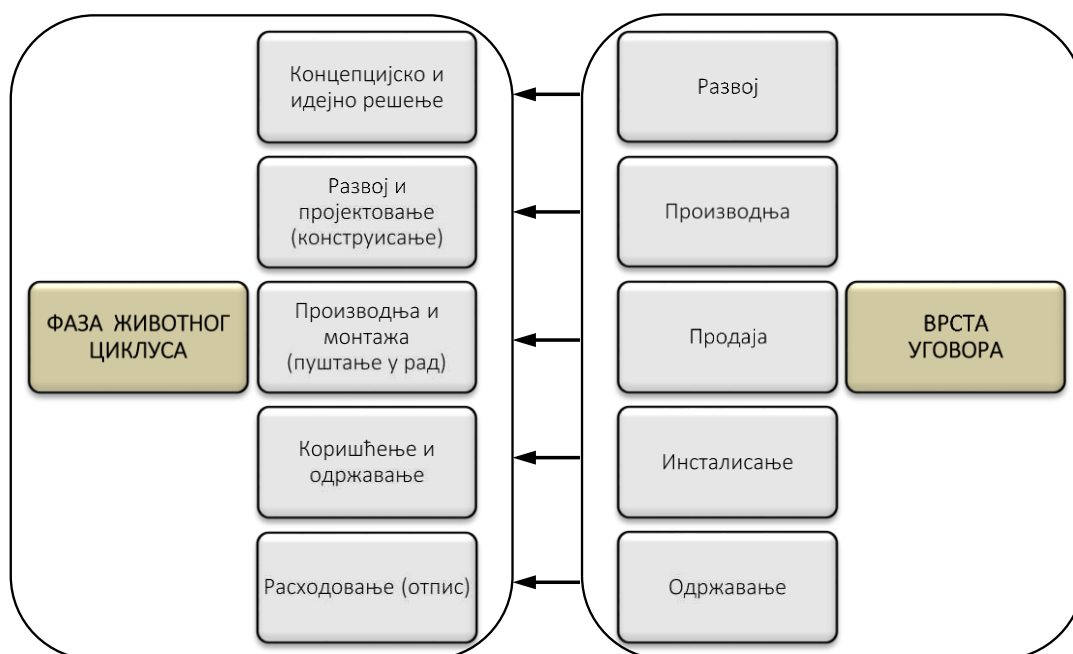 Концепцијско и
идејно решење
Развој и
пројектовање
(конструисање)
ФАЗА ЖИВОТНОГ
ЦИКЛУСА
Производња и
монтажа
(пуштање у рад)
Коришћење и
одржавање
Расходовање (отпис)
Развој
Производња
Продаја
Инсталисање
Одржавање
ВРСТА
УГОВОРА